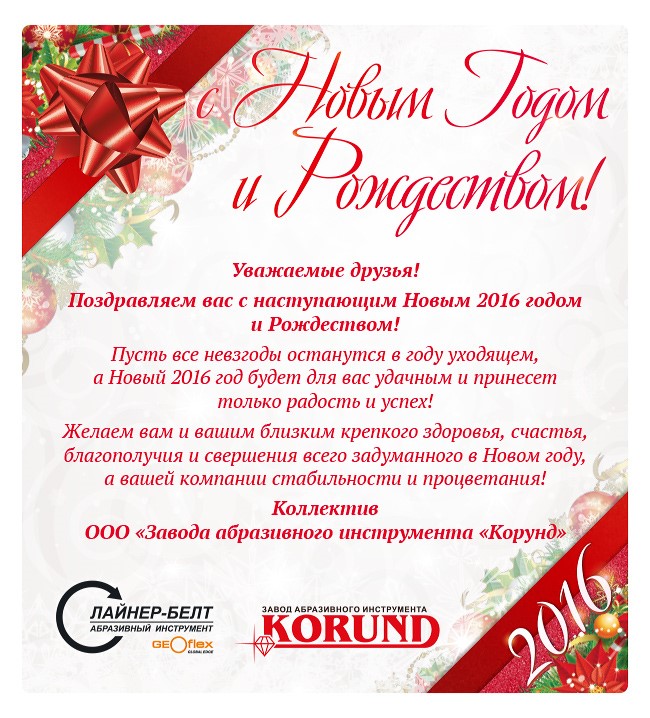 с Новым Годом
и Рождеством!
Уважаемые друзья!
Поздравляем вас с наступающим Новым 2016 годом
и Рождеством!
Пусть все невзгоды останутся в году уходящем,
а Новый 2016 год будет для вас удачным и принесет
только радость и успех!
Желаем вам и вашим близким крепкого здоровья, счастья,
благополучия и свершения всего задуманного в Новом году,
а вашей компании стабильности и процветания!
Коллектив
ООО «Завода абразивного инструмента «Корунд»
ЛАЙНЕР-БЕЛТ
АБРАЗИВНЫЙ ИНСТРУМЕНТ
GEOflex
GLOBAL EDGE
ЗАВОД АБРАЗИВНОГО ИНСТРУМЕНТА
KORUND
2016